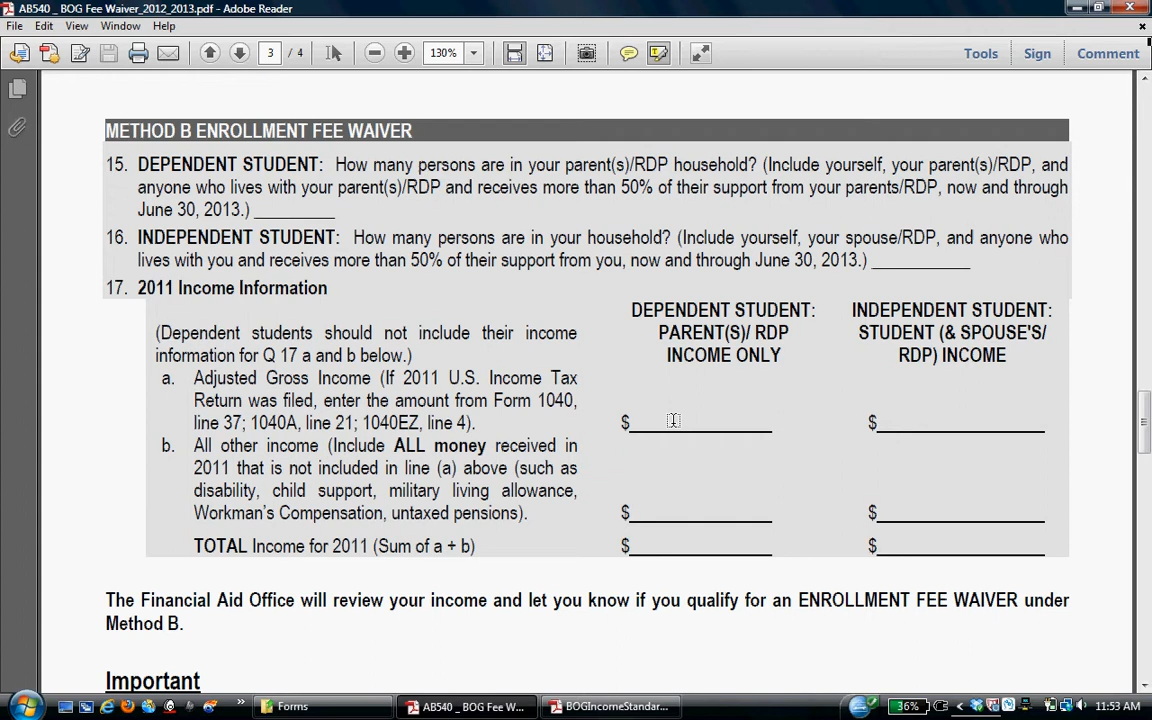 AB540 _ BOG Fee Waiver_2012_2013.pdf - Adobe Reader
File Edit View Window Help
3 / 4 130% Tools Sign Comment
METHOD B ENROLLMENT FEE WAIVER
15. DEPENDENT STUDENT: How many persons are in your parent(s)/RDP household? (Include yourself, your parent(s)/RDP, and
anyone who lives with your parent(s)/RDP and receives more than 50% of their support from your parents/RDP, now and through
June 30, 2013.) _________
16. INDEPENDENT STUDENT: How many persons are in your household? (Include yourself, your spouse/RDP, and anyone who
lives with you and receives more than 50% of their support from you, now and through June 30, 2013.) ___________
17. 2011 Income Information
DEPENDENT STUDENT: INDEPENDENT STUDENT:
(Dependent students should not include their income PARENT(S)/ RDP STUDENT (& SPOUSE'S/
information for Q 17 a and b below.) INCOME ONLY RDP) INCOME
a. Adjusted Gross Income (If 2011 U.S. Income Tax
Return was filed, enter the amount from Form 1040,
line 37; 1040A, line 21; 1040EZ, line 4). $ $
b. All other income (Include ALL money received in
2011 that is not included in line (a) above (such as
disability, child support, military living allowance,
Workman's Compensation, untaxed pensions). $ $
TOTAL Income for 2011 (Sum of a + b) $ $
The Financial Aid Office will review your income and let you know if you qualify for an ENROLLMENT FEE WAIVER under
Method B.
Important
Forms AB540 _ BOG Fee W... BOGIncomeStandar... 36% 11:53 AM